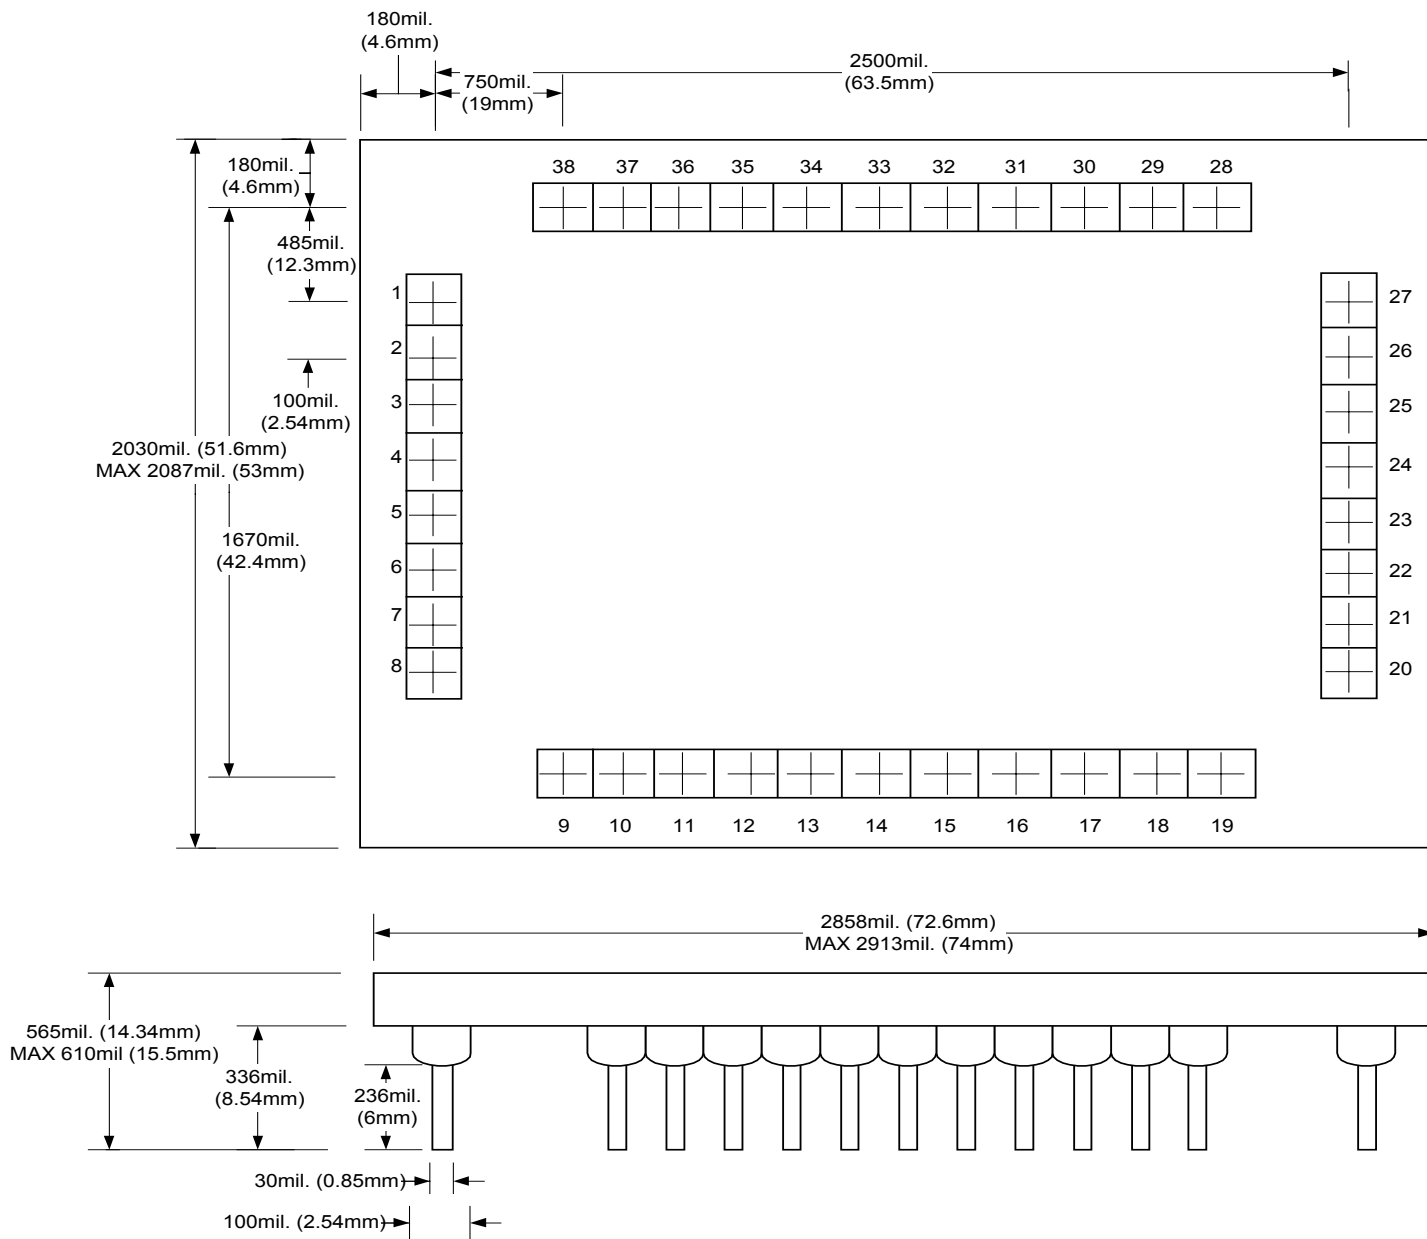 180mil.
(4.6mm)
2500mil.
(63.5mm)
750mil.
(19mm)
180mil.
(4.6mm)
38 37 36 35 34 33 32 31 30 29 28
485mil.
(12.3mm)
1 27
2 26
100mil.
(2.54mm)
3 25
2030mil. (51.6mm)
MAX 2087mil. (53mm)
4 24
5 23
1670mil.
(42.4mm)
6 22
7 21
8 20
9 10 11 12 13 14 15 16 17 18 19
2858mil. (72.6mm)
MAX 2913mil. (74mm)
565mil. (14.34mm)
MAX 610mil (15.5mm)
336mil.
(8.54mm)
236mil.
(6mm)
30mil. (0.85mm)
100mil. (2.54mm)